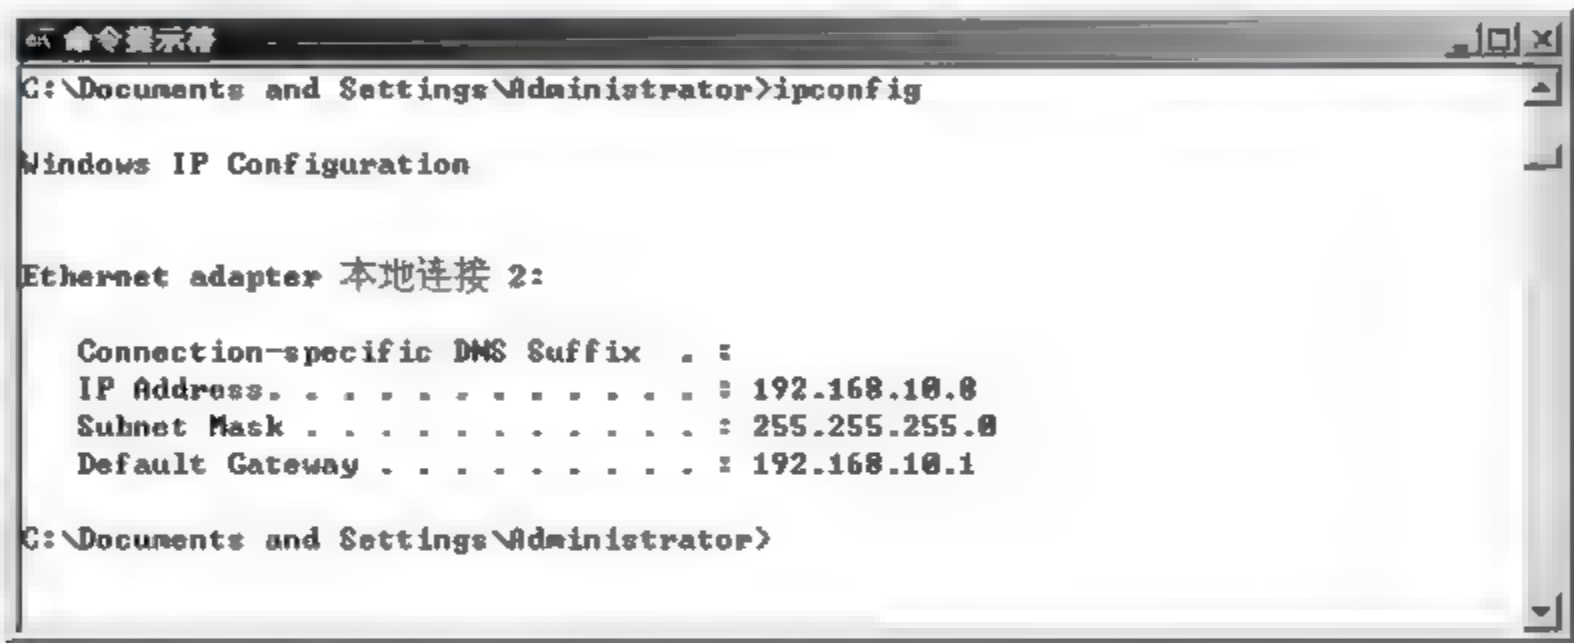 命令提示符
C:\Documents and Settings\Administrator>ipconfig
Windows IP Configuration
Ethernet adapter 本地连接 2:
Connection-specific DNS Suffix . :
IP Address. . . . . . . . . . . . : 192.168.10.8
Subnet Mask . . . . . . . . . . . : 255.255.255.0
Default Gateway . . . . . . . . . : 192.168.10.1
C:\Documents and Settings\Administrator>